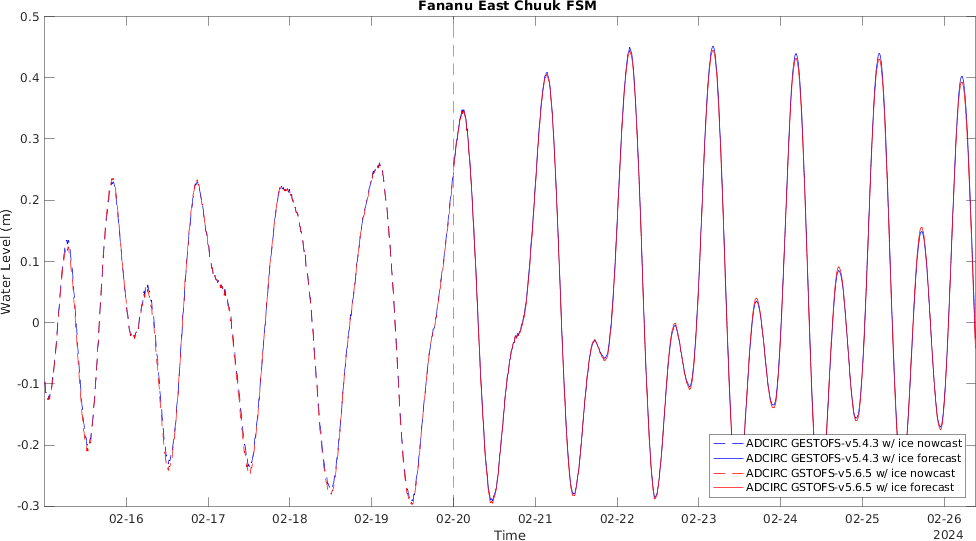 Fananu East Chuuk FSM
Water Level (m)
0.5
0.4
0.3
0.2
0.1
0
-0.1
-0.2
-0.3
ADCIRC GESTOFS-v5.4.3 w/ ice nowcast
ADCIRC GESTOFS-v5.4.3 w/ ice forecast
ADCIRC GSTOFS-v5.6.5 w/ ice nowcast
ADCIRC GSTOFS-v5.6.5 w/ ice forecast
02-16 02-17 02-18 02-19 02-20 02-21 02-22 02-23 02-24 02-25 02-26
Time 2024